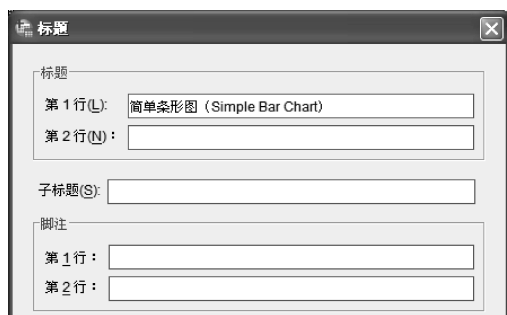 标题
标题
第 1 行(L): 简单条形图（Simple Bar Chart）
第 2 行(N)：
子标题(S):
脚注
第 1 行：
第 2 行：